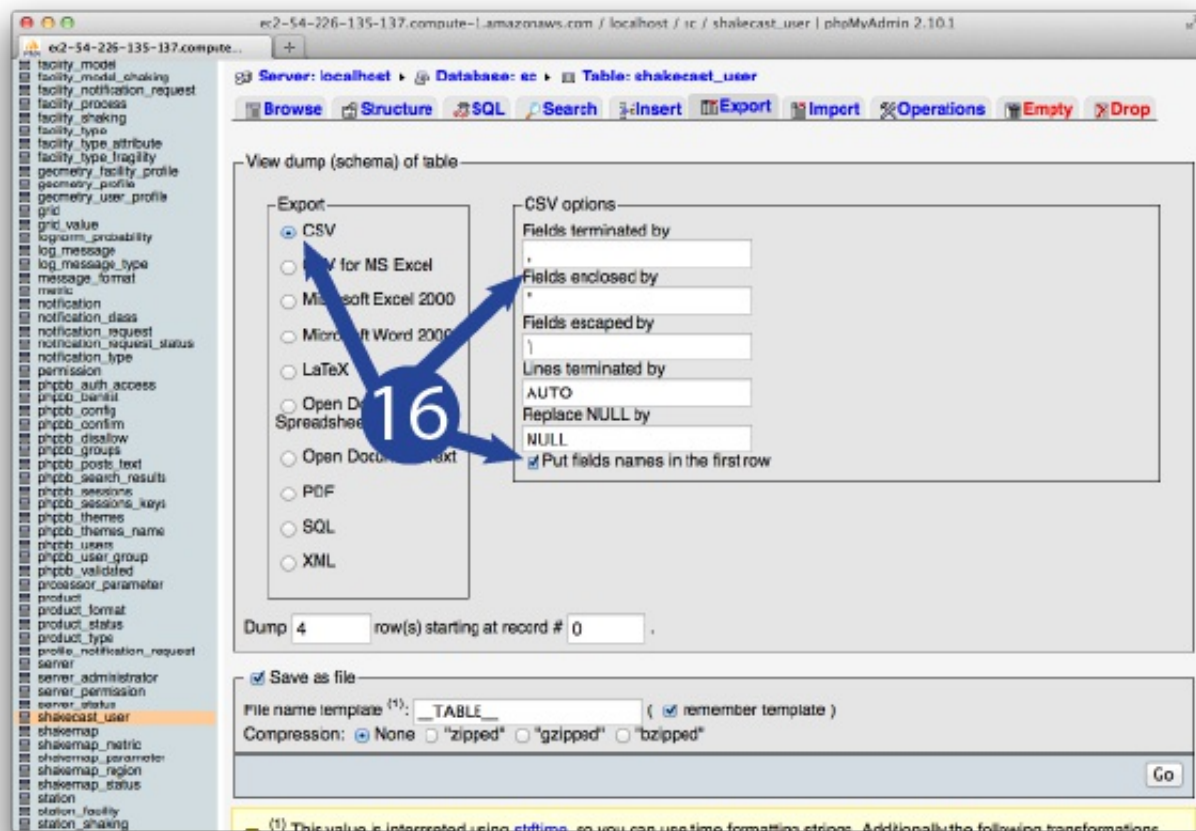 ec2-54-226-135-137.compute-1.amazonaws.com / localhost / sc / shakecast_user | phpMyAdmin 2.10.1
ec2-54-226-135-137.compute...
facility_model
facility_model_shaking
facility_notification_request
facility_process
facility_shaking
facility_type
facility_type_attribute
facility_type_fragility
geometry_facility_profile
geometry_profile
geometry_user_profile
grid
grid_value
lognorm_probability
log_message
log_message_type
message_format
metric
notification
notification_class
notification_request
notification_request_status
notification_type
permission
phpbb_auth_access
phpbb_banlist
phpbb_config
phpbb_confirm
phpbb_disallow
phpbb_groups
phpbb_posts_text
phpbb_search_results
phpbb_sessions
phpbb_sessions_keys
phpbb_themes
phpbb_themes_name
phpbb_users
phpbb_user_group
phpbb_validated
processor_parameter
product
product_format
product_status
product_type
profile_notification_request
server
server_administrator
server_permission
server_status
shakecast_user
shakemap
shakemap_metric
shakemap_parameter
shakemap_region
shakemap_status
station
station_facility
station_shaking
Server: localhost ▸ Database: sc ▸ Table: shakecast_user
Browse Structure SQL Search Insert Export Import Operations Empty Drop
View dump (schema) of table
Export
CSV
for MS Excel
Microsoft Excel 2000
Microsoft Word 2000
LaTeX
Open
Spreadsheet
Open Document Text
PDF
SQL
XML
16
CSV options
Fields terminated by
,
Fields enclosed by
"
Fields escaped by
\
Lines terminated by
AUTO
Replace NULL by
NULL
Put fields names in the first row
Dump 4 row(s) starting at record # 0 .
Save as file
File name template (1): __TABLE__ ( remember template )
Compression: None "zipped" "gzipped" "bzipped"
Go
(1) This value is interpreted using strftime, so you can use time formatting strings. Additionally the following transformations